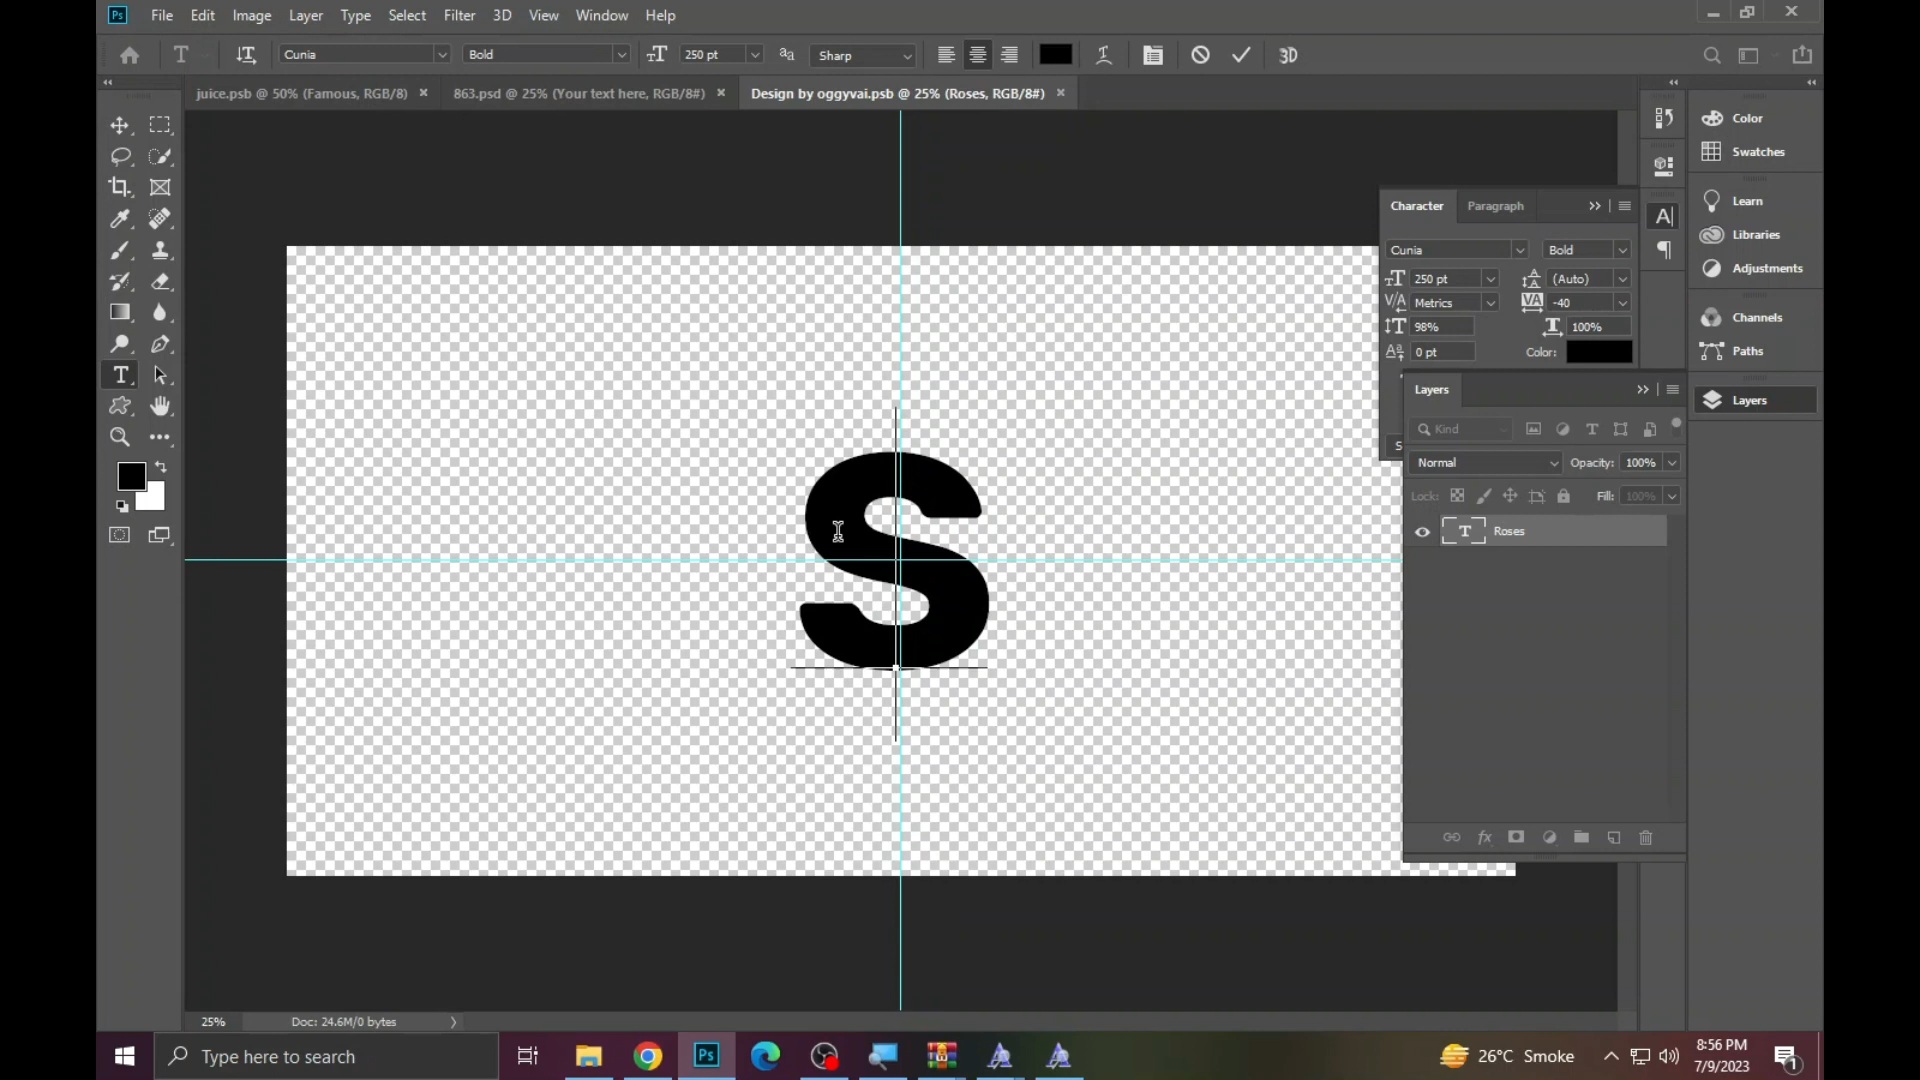 Ps File Edit Image Layer Type Select Filter 3D View Window Help
T Cunia Bold 250 pt Sharp 3D
juice.psb @ 50% (Famous, RGB/8) × 863.psd @ 25% (Your text here, RGB/8#) × Design by oggyvai.psb @ 25% (Roses, RGB/8#) ×
Color
Swatches
Learn
Libraries
Adjustments
Channels
Paths
Layers
Character Paragraph
Cunia Bold
250 pt (Auto)
Metrics -40
98% 100%
0 pt Color:
S
Layers
Kind
Normal Opacity: 100%
Lock: Fill: 100%
T Roses
S
25% Doc: 24.6M/0 bytes
Type here to search
Ps
26°C Smoke
8:56 PM
7/9/2023
1